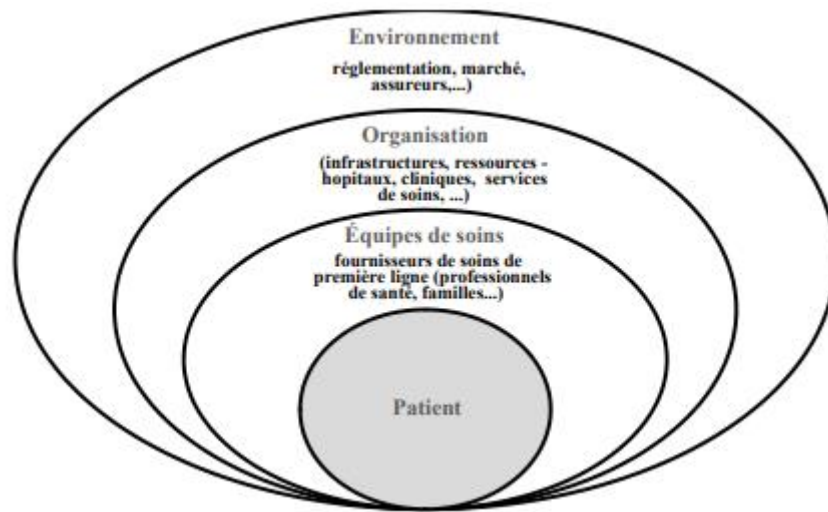 Environnement
réglementation, marché,
assureurs,...)
Organisation
(infrastructures, ressources -
hopitaux, cliniques, services
de soins, ...)
Équipes de soins
fournisseurs de soins de
première ligne (professionnels
de santé, familles...)
Patient